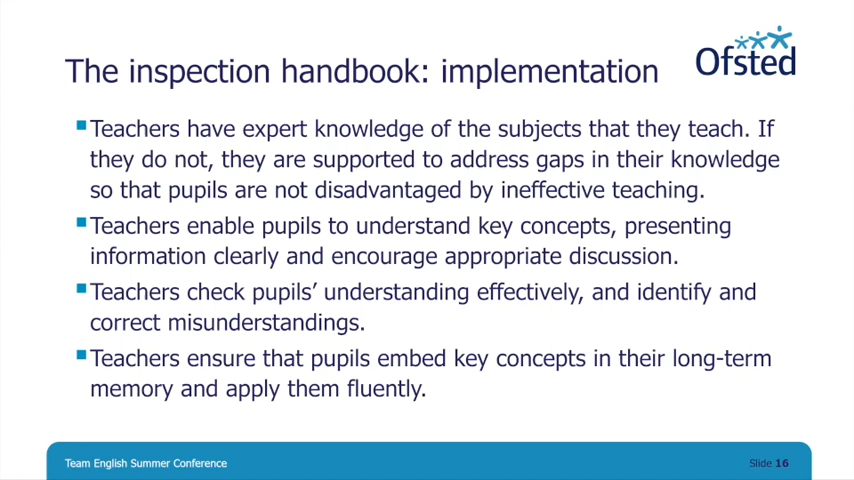 The inspection handbook: implementation
Ofsted
Teachers have expert knowledge of the subjects that they teach. If
they do not, they are supported to address gaps in their knowledge
so that pupils are not disadvantaged by ineffective teaching.
Teachers enable pupils to understand key concepts, presenting
information clearly and encourage appropriate discussion.
Teachers check pupils’ understanding effectively, and identify and
correct misunderstandings.
Teachers ensure that pupils embed key concepts in their long-term
memory and apply them fluently.
Team English Summer Conference
Slide 16